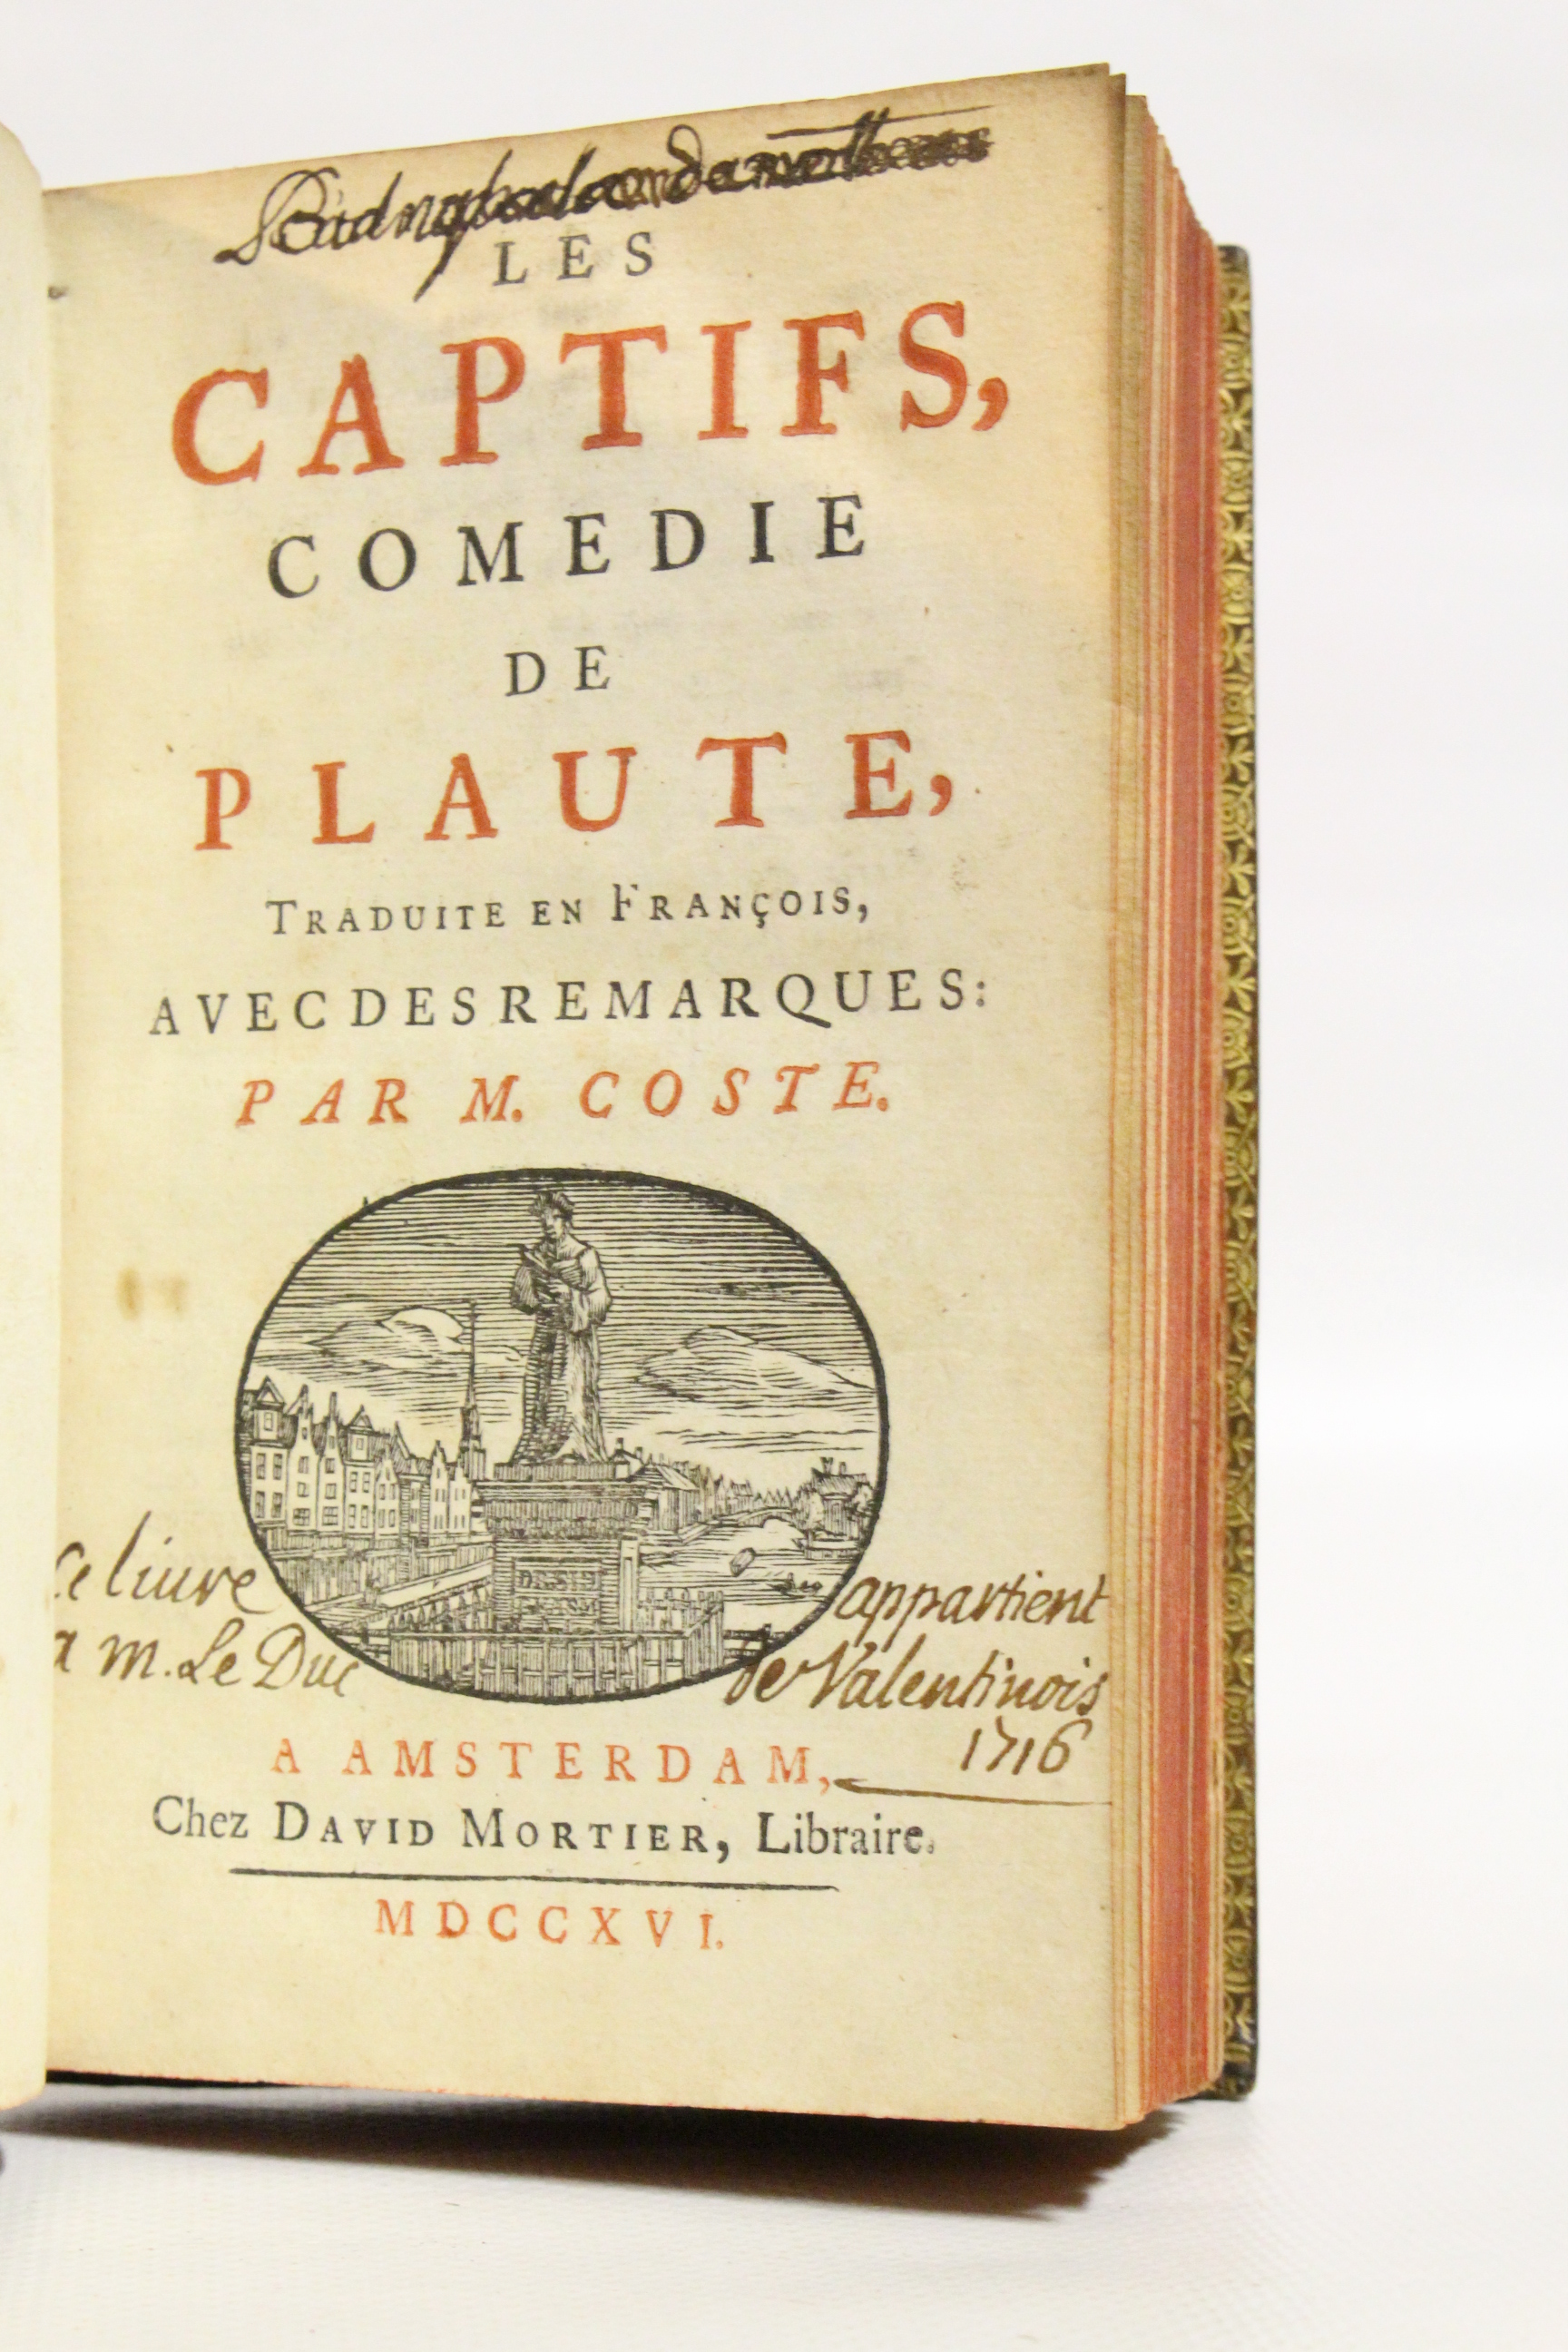 LES
CAPTIFS,
COMEDIE
DE
PLAUTE,
TRADUITE EN FRANÇOIS,
AVEC DES REMARQUES:
PAR M. COSTE.
ce liure appartient
a m. Le Duc de Valentinois
1716
A AMSTERDAM,
Chez DAVID MORTIER, Libraire.
MDCCXVI.